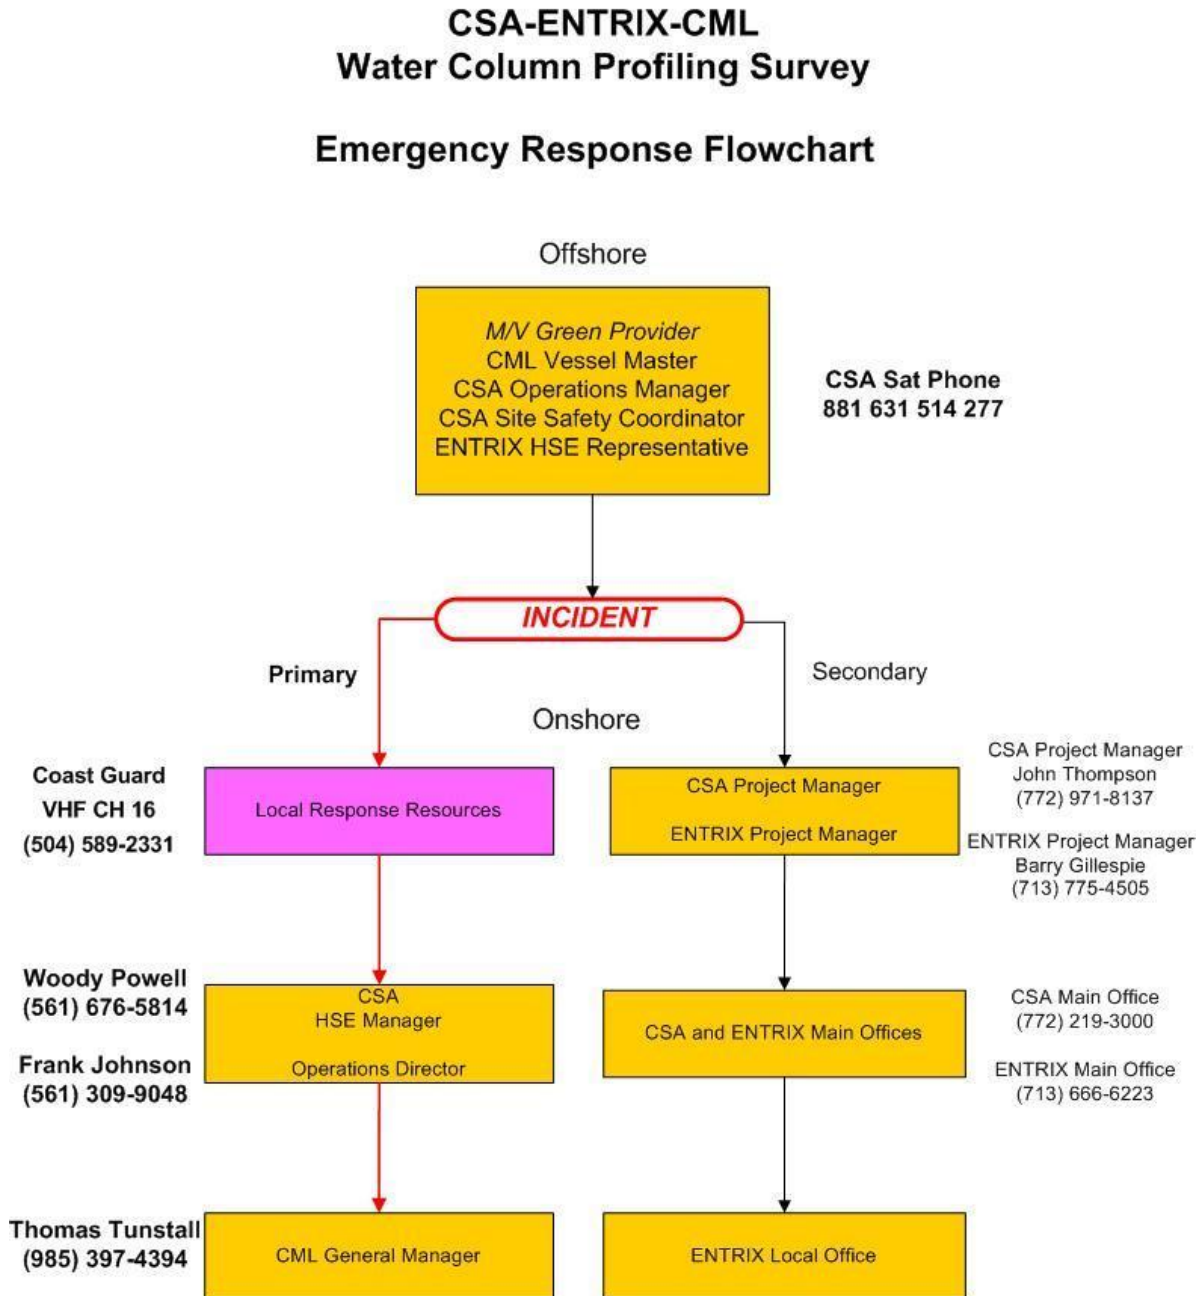 CSA-ENTRIX-CML
Water Column Profiling Survey
Emergency Response Flowchart
Offshore
M/V Green Provider
CML Vessel Master
CSA Operations Manager
CSA Site Safety Coordinator
ENTRIX HSE Representative
CSA Sat Phone
881 631 514 277
INCIDENT
Primary
Secondary
Onshore
Coast Guard
VHF CH 16
(504) 589-2331
Local Response Resources
CSA Project Manager
ENTRIX Project Manager
CSA Project Manager
John Thompson
(772) 971-8137
ENTRIX Project Manager
Barry Gillespie
(713) 775-4505
Woody Powell
(561) 676-5814
Frank Johnson
(561) 309-9048
CSA
HSE Manager
Operations Director
CSA and ENTRIX Main Offices
CSA Main Office
(772) 219-3000
ENTRIX Main Office
(713) 666-6223
Thomas Tunstall
(985) 397-4394
CML General Manager
ENTRIX Local Office